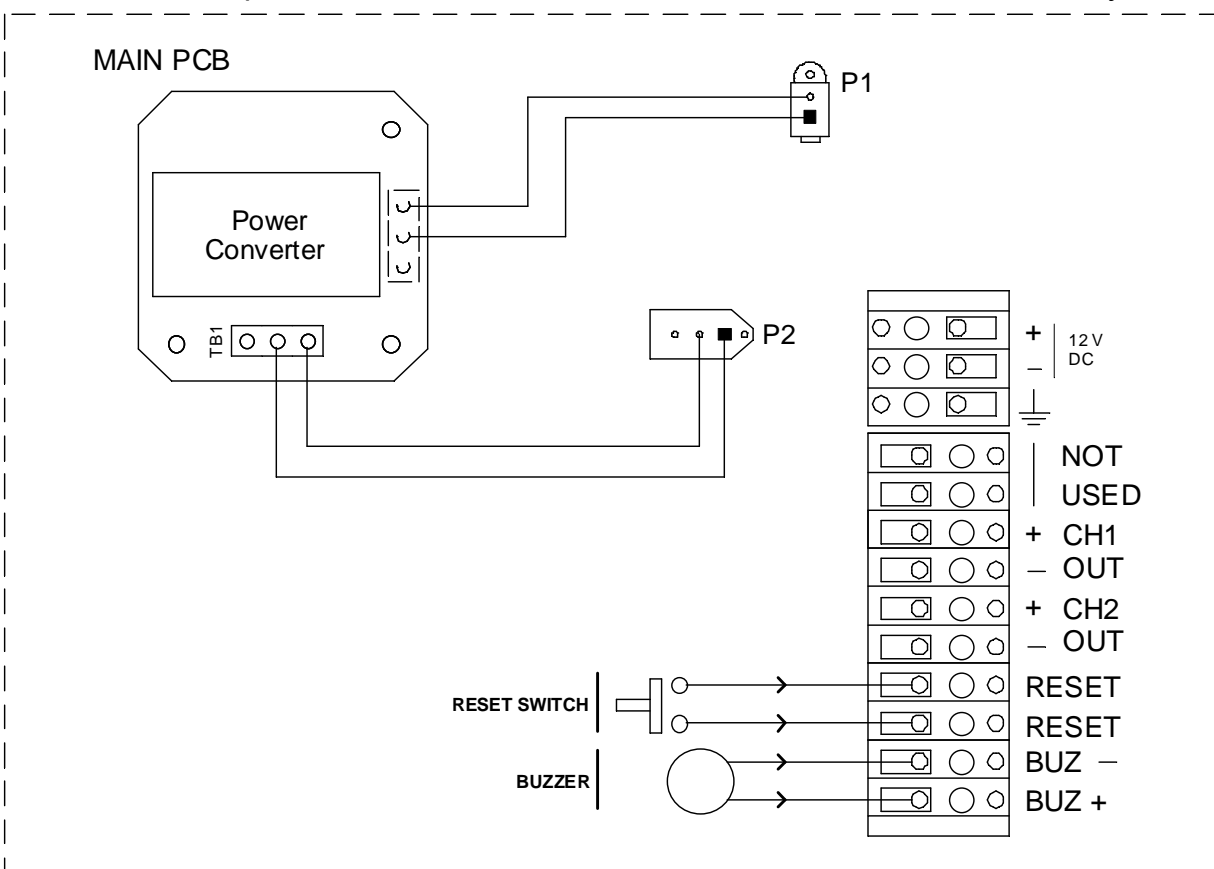 MAIN PCB
P1
Power
Converter
TB1
P2
+
12 V
DC
−
NOT
USED
+ CH1
− OUT
+ CH2
− OUT
RESET SWITCH
RESET
RESET
BUZZER
BUZ −
BUZ +